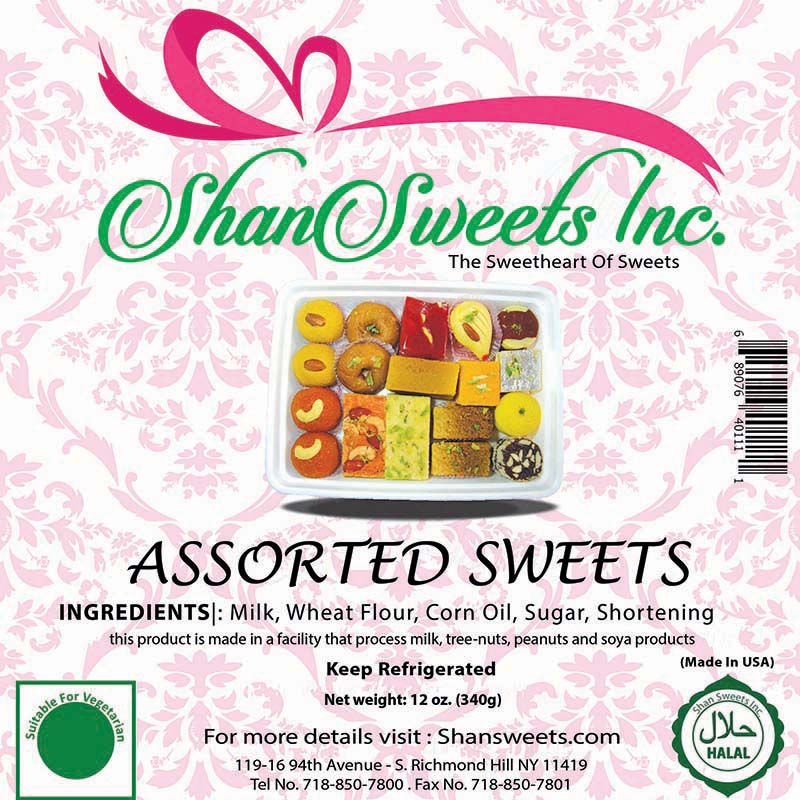 ShanSweets Inc.
The Sweetheart Of Sweets
6 89076 40111 1
ASSORTED SWEETS
INGREDIENTS|: Milk, Wheat Flour, Corn Oil, Sugar, Shortening
this product is made in a facility that process milk, tree-nuts, peanuts and soya products
Keep Refrigerated
(Made In USA)
Net weight: 12 oz. (340g)
Suitable For Vegetarian
Shan Sweets Inc.
حلال
HALAL
For more details visit : Shansweets.com
119-16 94th Avenue - S. Richmond Hill NY 11419
Tel No. 718-850-7800 . Fax No. 718-850-7801